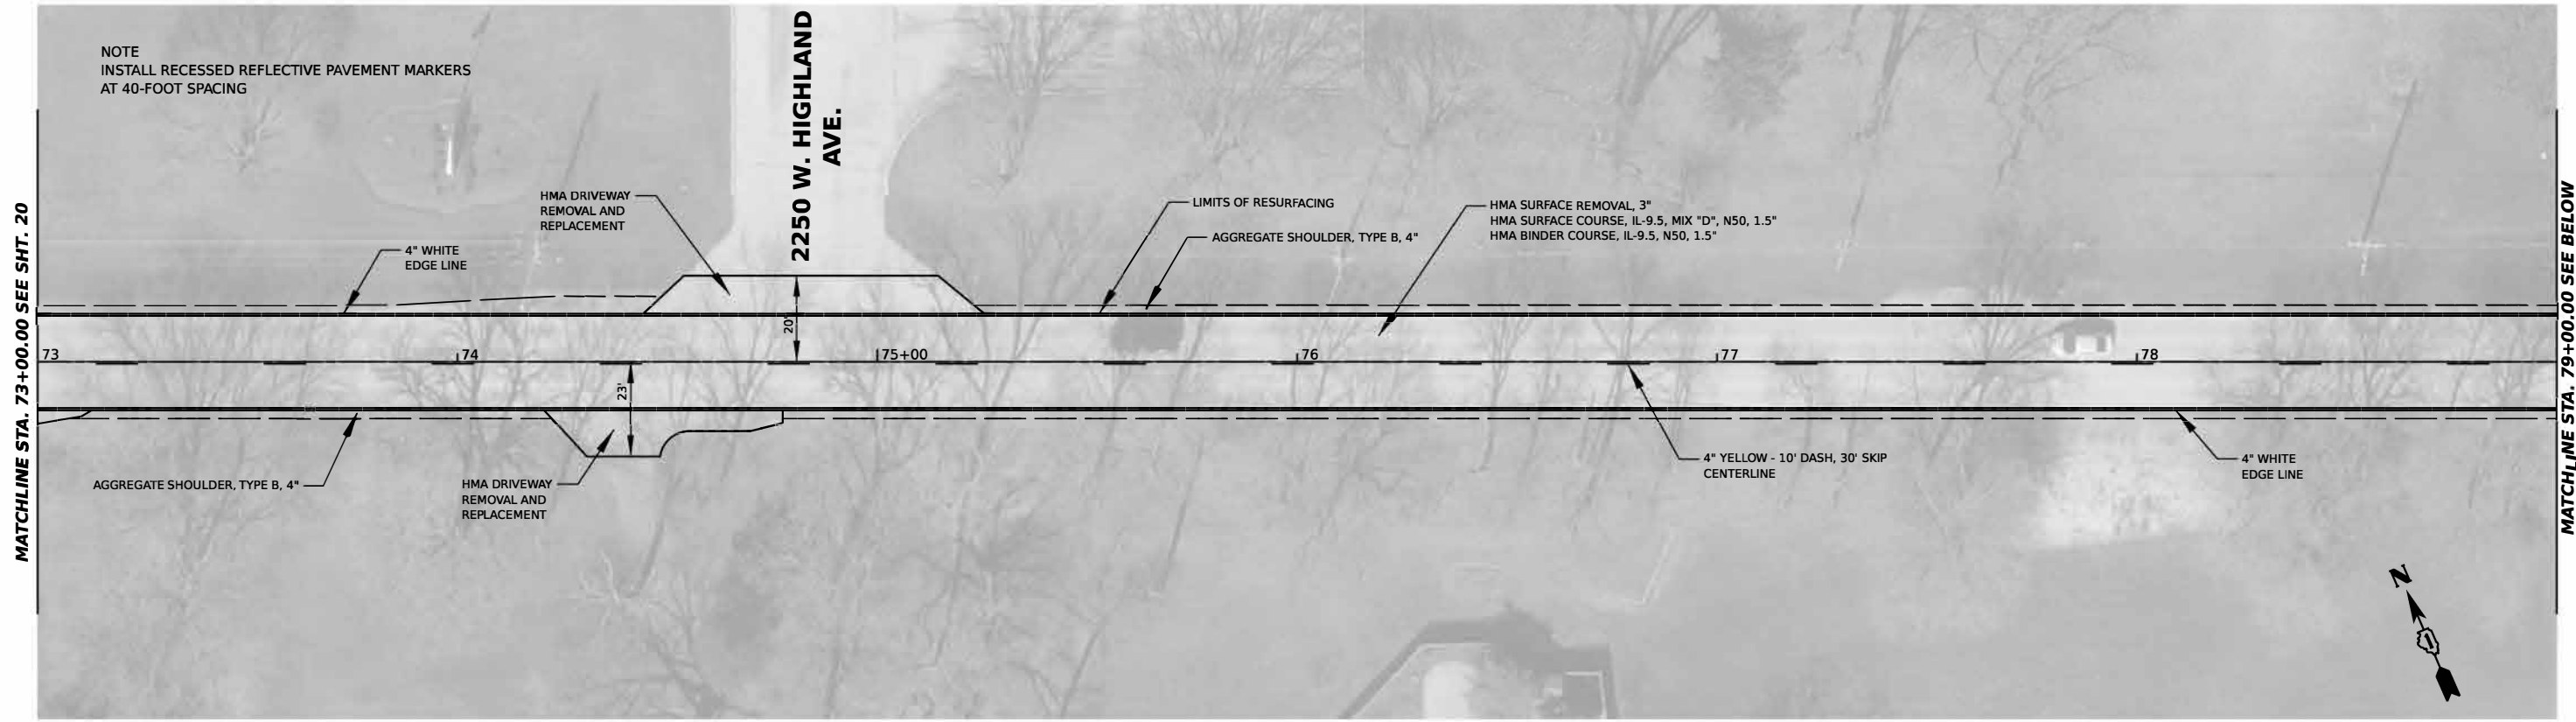 NOTE
INSTALL RECESSED REFLECTIVE PAVEMENT MARKERS
AT 40-FOOT SPACING
2250 W. HIGHLAND
AVE.
MATCHLINE STA. 73+00.00 SEE SHT. 20
HMA DRIVEWAY
REMOVAL AND
REPLACEMENT
4" WHITE
EDGE LINE
LIMITS OF RESURFACING
AGGREGATE SHOULDER, TYPE B, 4"
HMA SURFACE REMOVAL, 3"
HMA SURFACE COURSE, IL-9.5, MIX "D", N50, 1.5"
HMA BINDER COURSE, IL-9.5, N50, 1.5"
MATCHLINE STA. 79+00.00 SEE BELOW
20'
73
74
75+00
76
77
78
23'
AGGREGATE SHOULDER, TYPE B, 4"
HMA DRIVEWAY
REMOVAL AND
REPLACEMENT
4" YELLOW - 10' DASH, 30' SKIP
CENTERLINE
4" WHITE
EDGE LINE
N